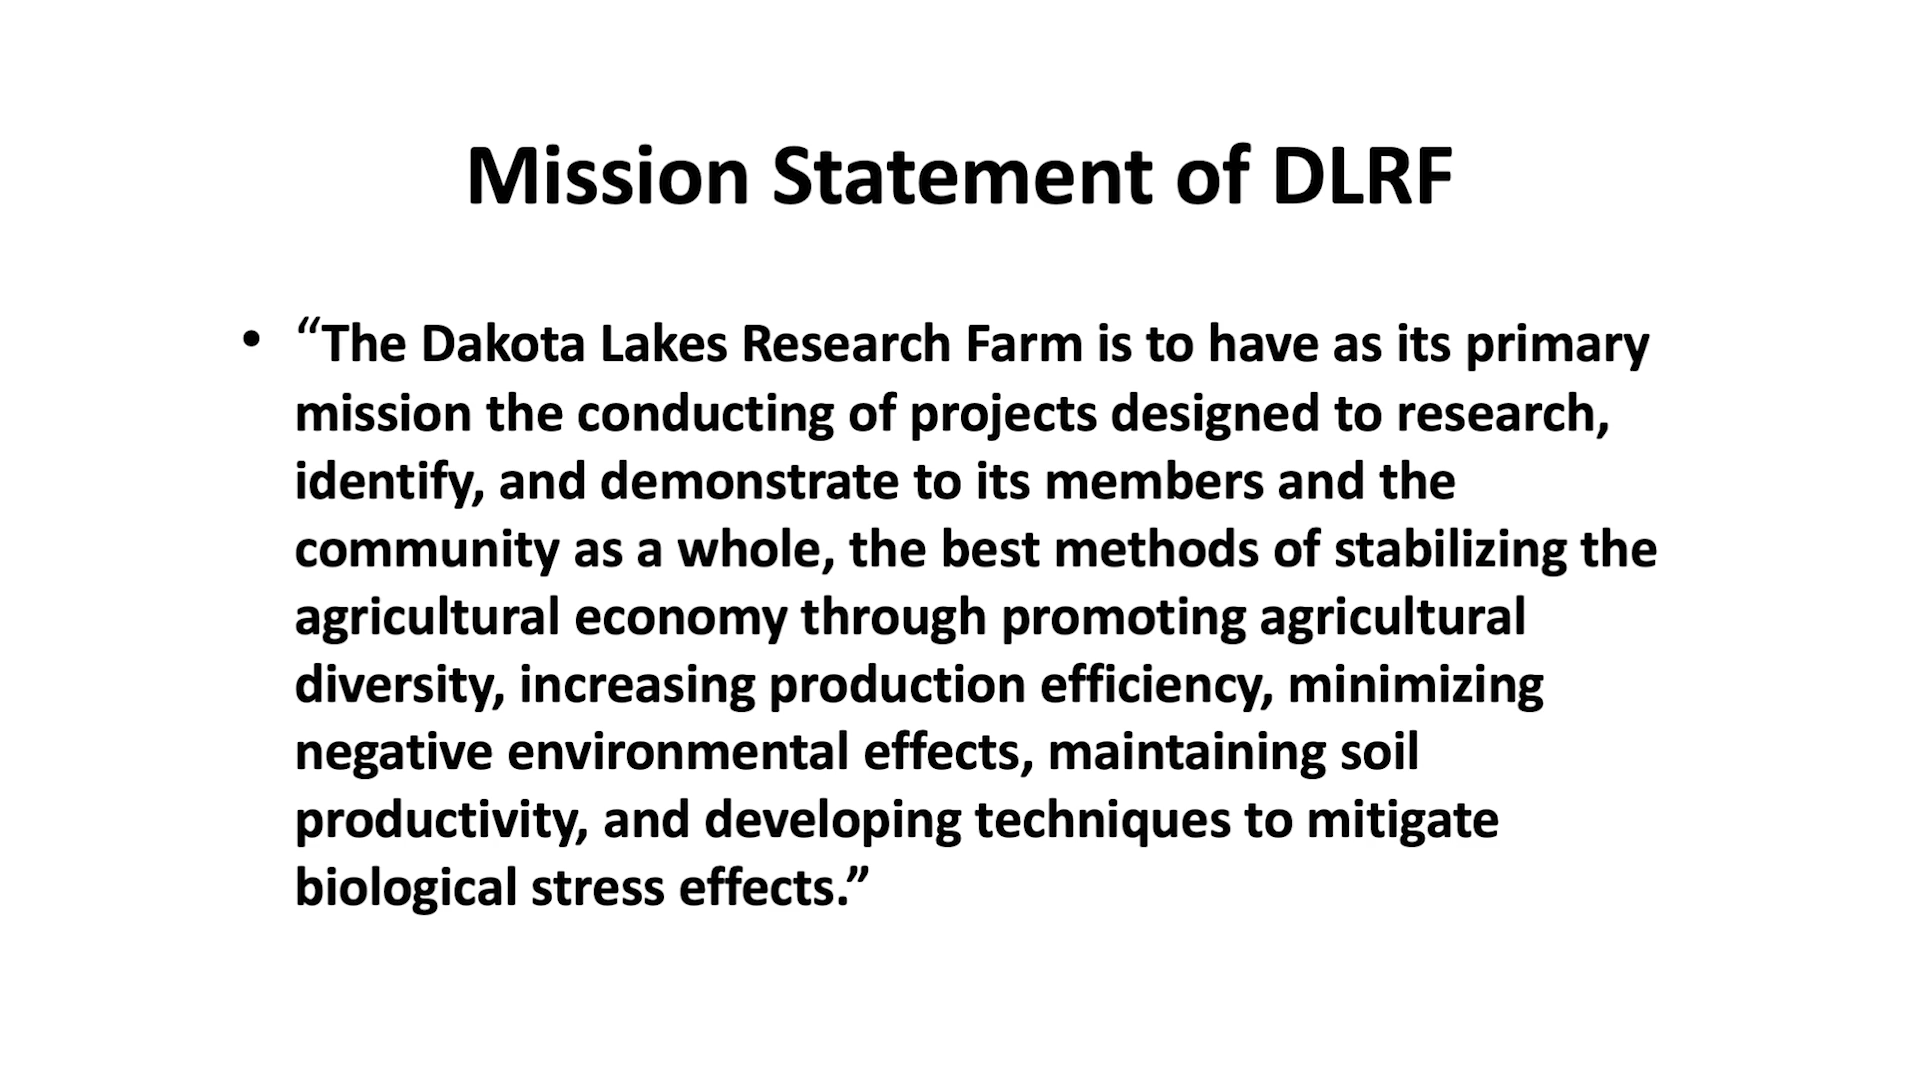 Mission Statement of DLRF
• “The Dakota Lakes Research Farm is to have as its primary
mission the conducting of projects designed to research,
identify, and demonstrate to its members and the
community as a whole, the best methods of stabilizing the
agricultural economy through promoting agricultural
diversity, increasing production efficiency, minimizing
negative environmental effects, maintaining soil
productivity, and developing techniques to mitigate
biological stress effects.”